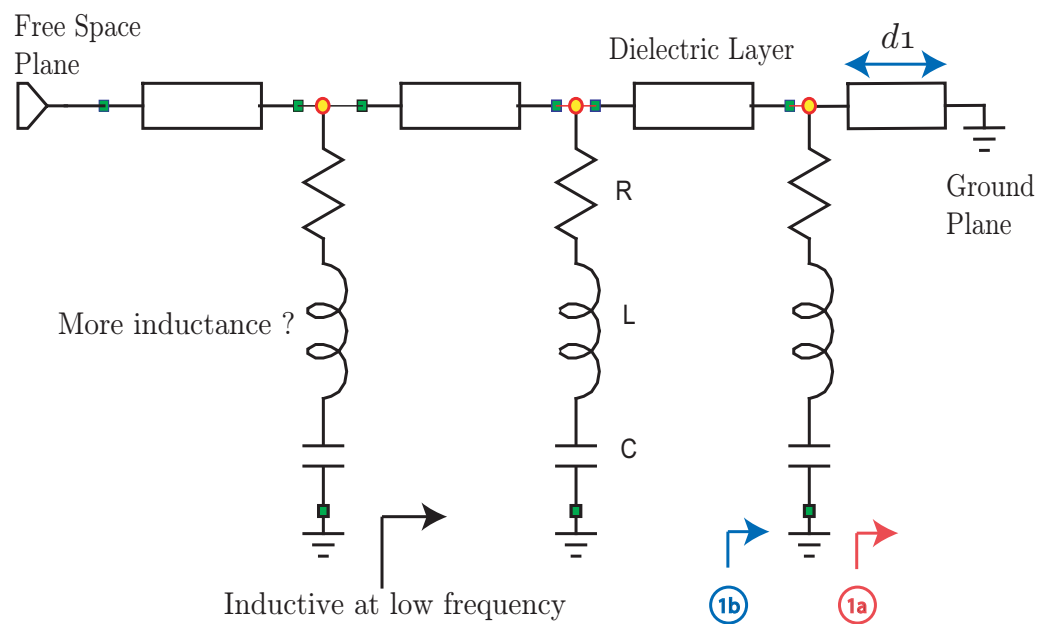 Free Space
Plane
Dielectric Layer
d1
R
Ground
Plane
More inductance ?
L
C
Inductive at low frequency
1b
1a